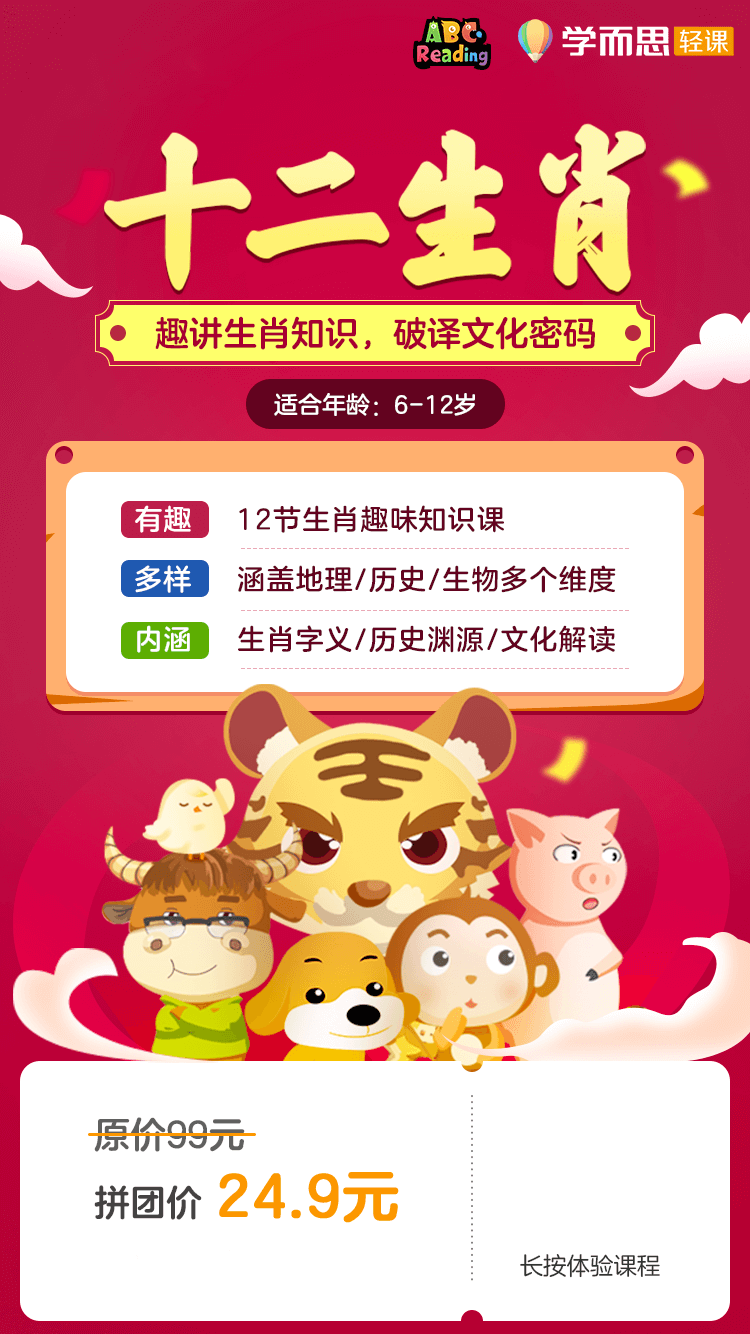 ABC Reading
学而思 轻课
十二生肖
趣讲生肖知识，破译文化密码
适合年龄：6-12岁
有趣 12节生肖趣味知识课
多样 涵盖地理/历史/生物多个维度
内涵 生肖字义/历史渊源/文化解读
王
原价99元
拼团价 24.9元
长按体验课程